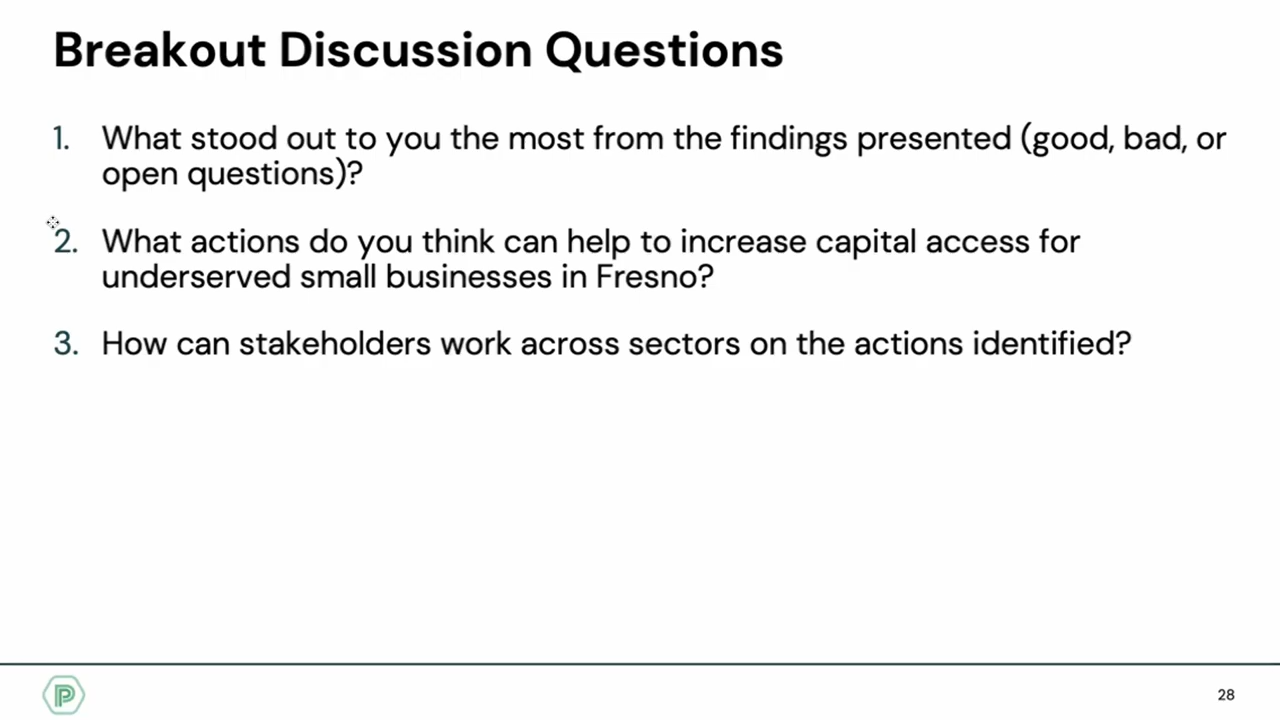 Breakout Discussion Questions
1. What stood out to you the most from the findings presented (good, bad, or
open questions)?
2. What actions do you think can help to increase capital access for
underserved small businesses in Fresno?
3. How can stakeholders work across sectors on the actions identified?
P
28